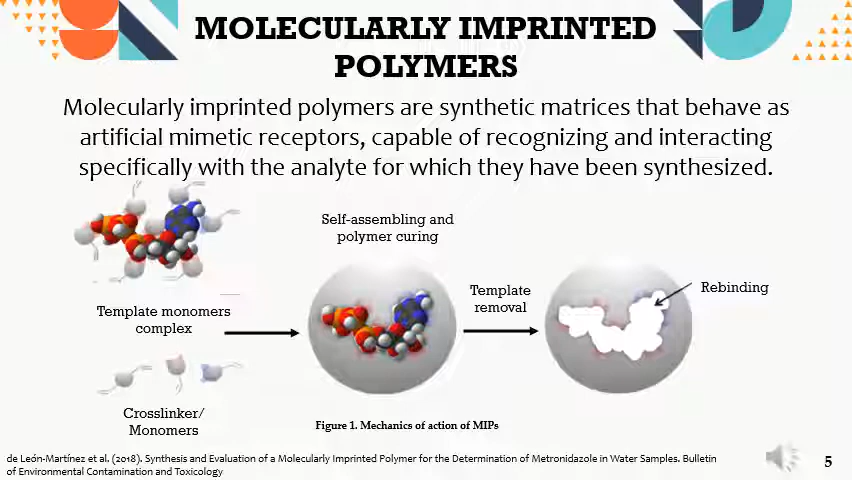 MOLECULARLY IMPRINTED
POLYMERS
Molecularly imprinted polymers are synthetic matrices that behave as
artificial mimetic receptors, capable of recognizing and interacting
specifically with the analyte for which they have been synthesized.
Self-assembling and
polymer curing
Template
removal
Rebinding
Template monomers
complex
Crosslinker/
Monomers
Figure 1. Mechanics of action of MIPs
de León-Martínez et al. (2018). Synthesis and Evaluation of a Molecularly Imprinted Polymer for the Determination of Metronidazole in Water Samples. Bulletin
of Environmental Contamination and Toxicology
5